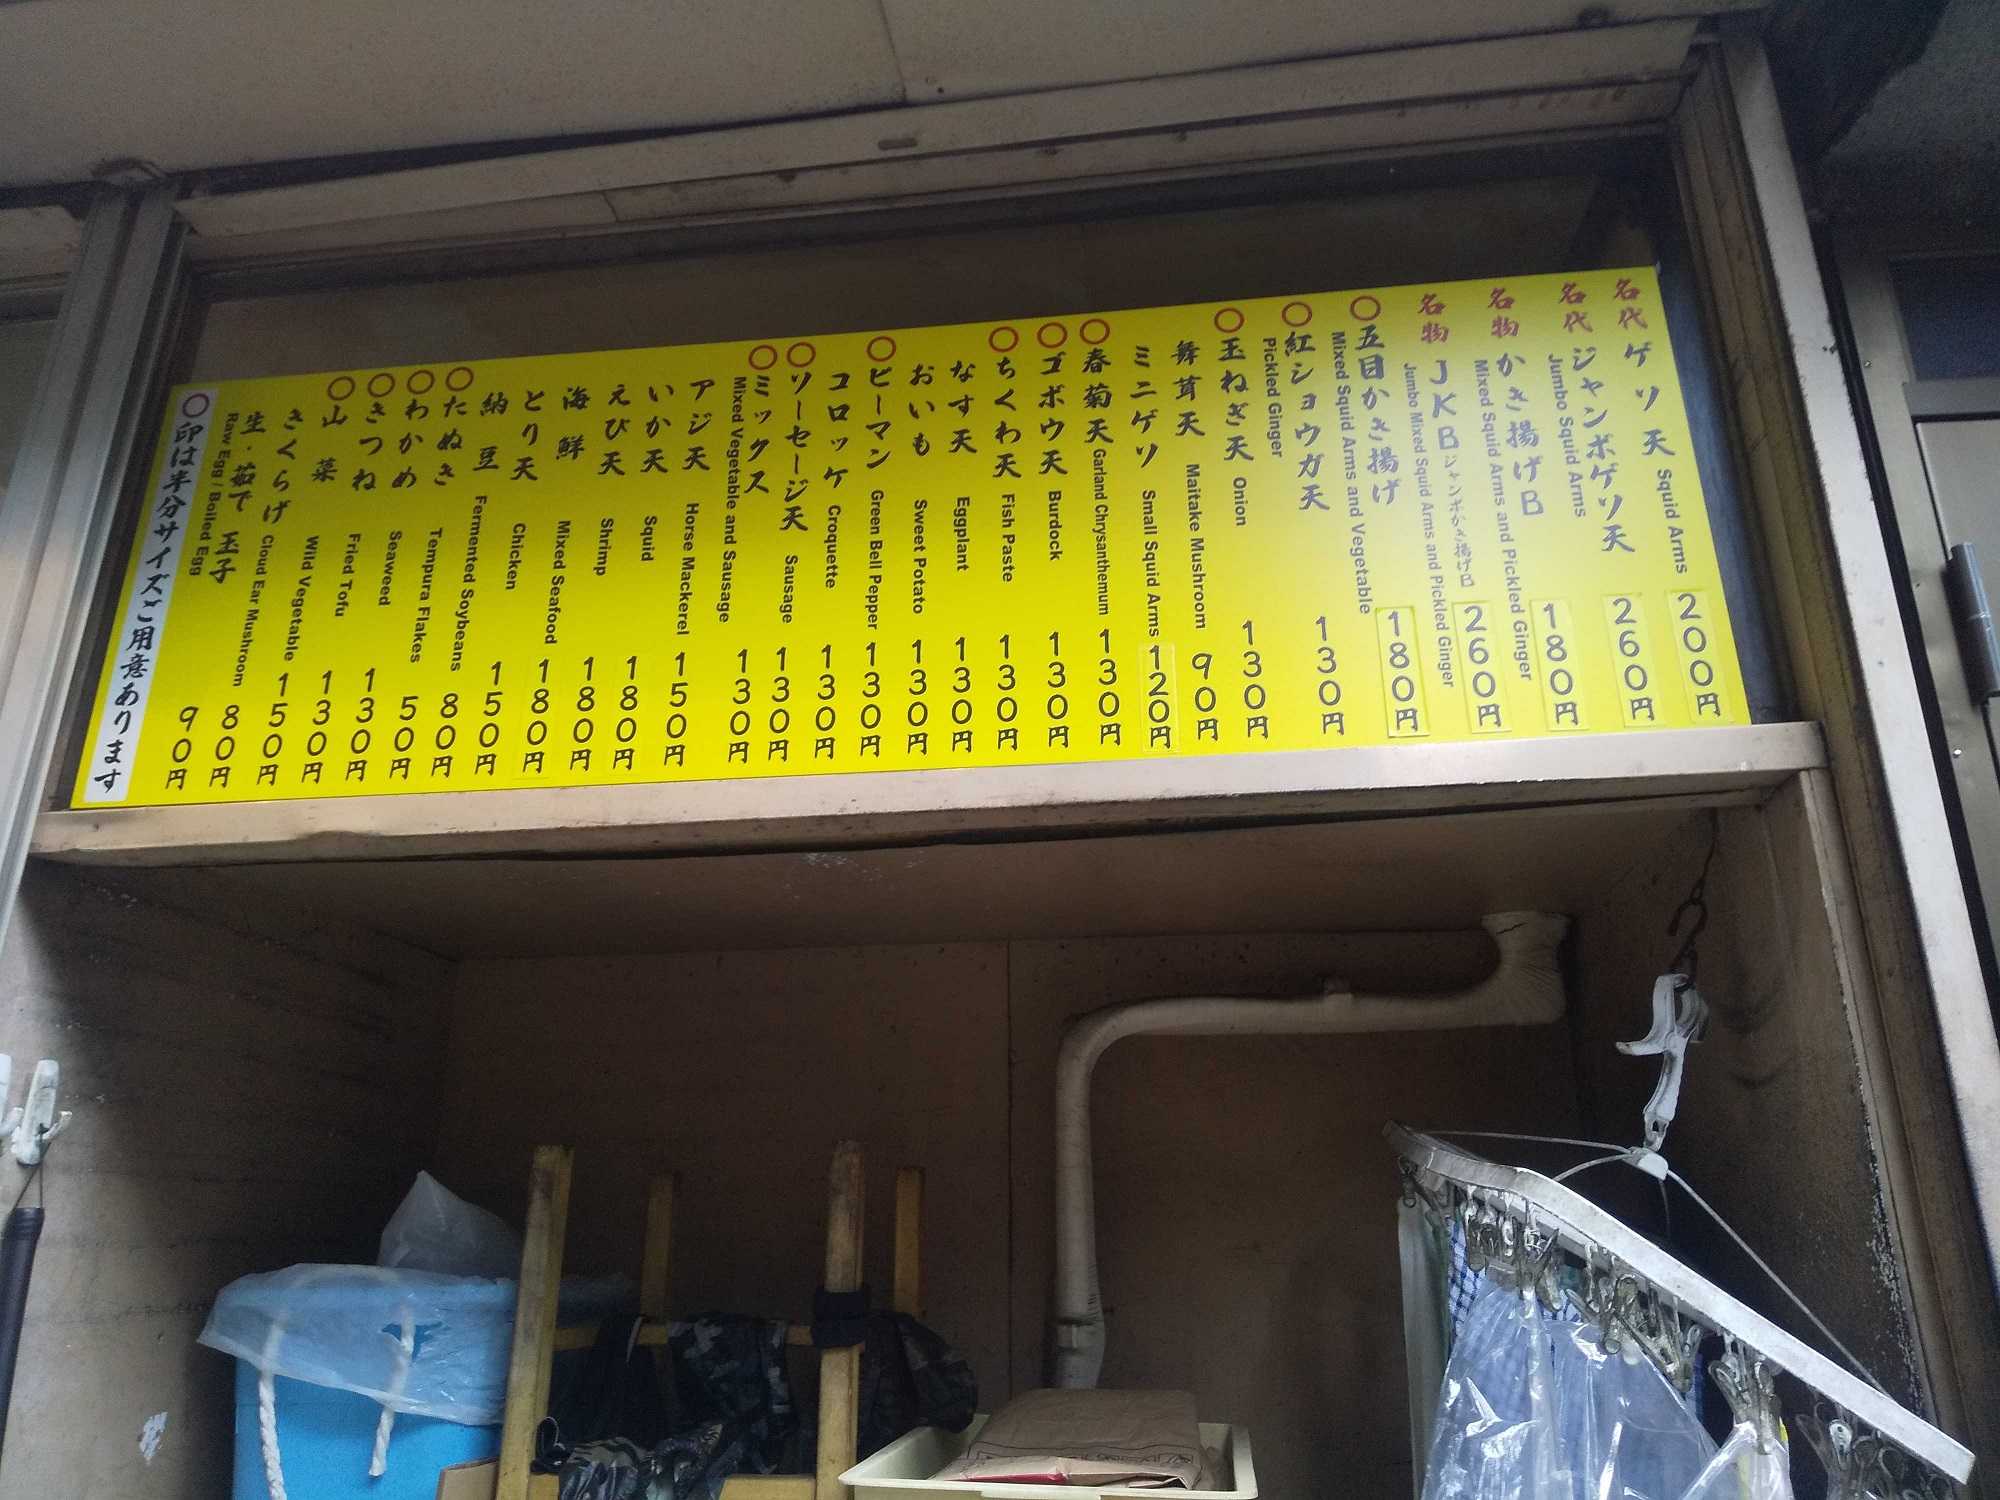 名代 ゲソ天 Squid Arms 200円
名代 ジャンボゲソ天 260円
Jumbo Squid Arms
名物 かき揚げB 180円
Mixed Squid Arms and Pickled Ginger
名物 JKB ジャンボかき揚げB 260円
Jumbo Mixed Squid Arms and Pickled Ginger
○五目かき揚げ 180円
Mixed Squid Arms and Vegetable
○紅ショウガ天 130円
Pickled Ginger
○玉ねぎ天 Onion 130円
舞茸天 Maitake Mushroom 90円
ミニゲソ Small Squid Arms 120円
○春菊天 Garland Chrysanthemum 130円
○ゴボウ天 Burdock 130円
○ちくわ天 Fish Paste 130円
なす天 Eggplant 130円
おいも Sweet Potato 130円
○ピーマン Green Bell Pepper 130円
コロッケ Croquette 130円
○ソーセージ天 Sausage 130円
○ミックス 130円
Mixed Vegetable and Sausage
アジ天 Horse Mackerel 150円
いか天 Squid 180円
えび天 Shrimp 180円
海鮮 Mixed Seafood 180円
とり天 Chicken 150円
納豆 Fermented Soybeans 80円
○たぬき Tempura Flakes 50円
○わかめ Seaweed 130円
○きつね Fried Tofu 130円
○山菜 Wild Vegetable 150円
きくらげ Cloud Ear Mushroom 80円
生・茹で 玉子 90円
Raw Egg / Boiled Egg
○印は半分サイズご用意あります